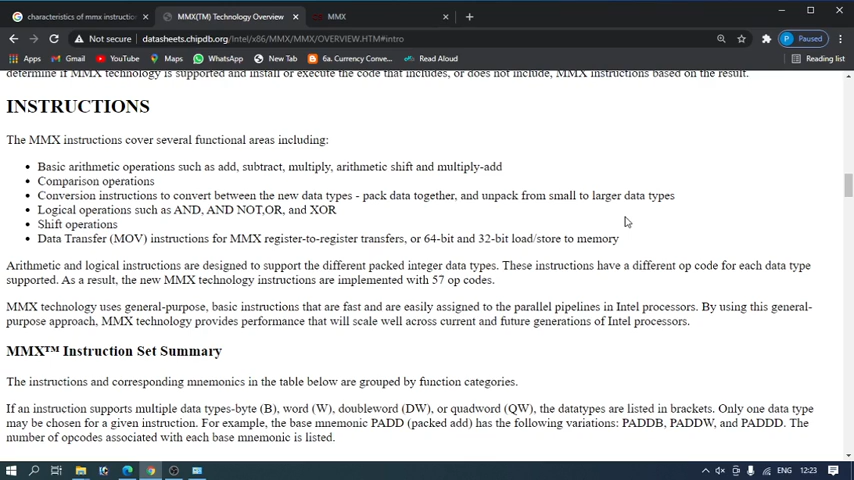 characteristics of mmx instructio
MMX(TM) Technology Overview
MMX
Not secure
datasheets.chipdb.org/Intel/x86/MMX/MMX/OVERVIEW.HTM#intro
P
Paused
Apps
Gmail
YouTube
Maps
WhatsApp
New Tab
6a. Currency Conve...
Read Aloud
Reading list
determine if MMX technology is supported and install or execute the code that includes, or does not include, MMX instructions based on the result.
INSTRUCTIONS
The MMX instructions cover several functional areas including:
• Basic arithmetic operations such as add, subtract, multiply, arithmetic shift and multiply-add
• Comparison operations
• Conversion instructions to convert between the new data types - pack data together, and unpack from small to larger data types
• Logical operations such as AND, AND NOT,OR, and XOR
• Shift operations
• Data Transfer (MOV) instructions for MMX register-to-register transfers, or 64-bit and 32-bit load/store to memory
Arithmetic and logical instructions are designed to support the different packed integer data types. These instructions have a different op code for each data type
supported. As a result, the new MMX technology instructions are implemented with 57 op codes.
MMX technology uses general-purpose, basic instructions that are fast and are easily assigned to the parallel pipelines in Intel processors. By using this general-
purpose approach, MMX technology provides performance that will scale well across current and future generations of Intel processors.
MMX™ Instruction Set Summary
The instructions and corresponding mnemonics in the table below are grouped by function categories.
If an instruction supports multiple data types-byte (B), word (W), doubleword (DW), or quadword (QW), the datatypes are listed in brackets. Only one data type
may be chosen for a given instruction. For example, the base mnemonic PADD (packed add) has the following variations: PADDB, PADDW, and PADDD. The
number of opcodes associated with each base mnemonic is listed.
ENG
12:23